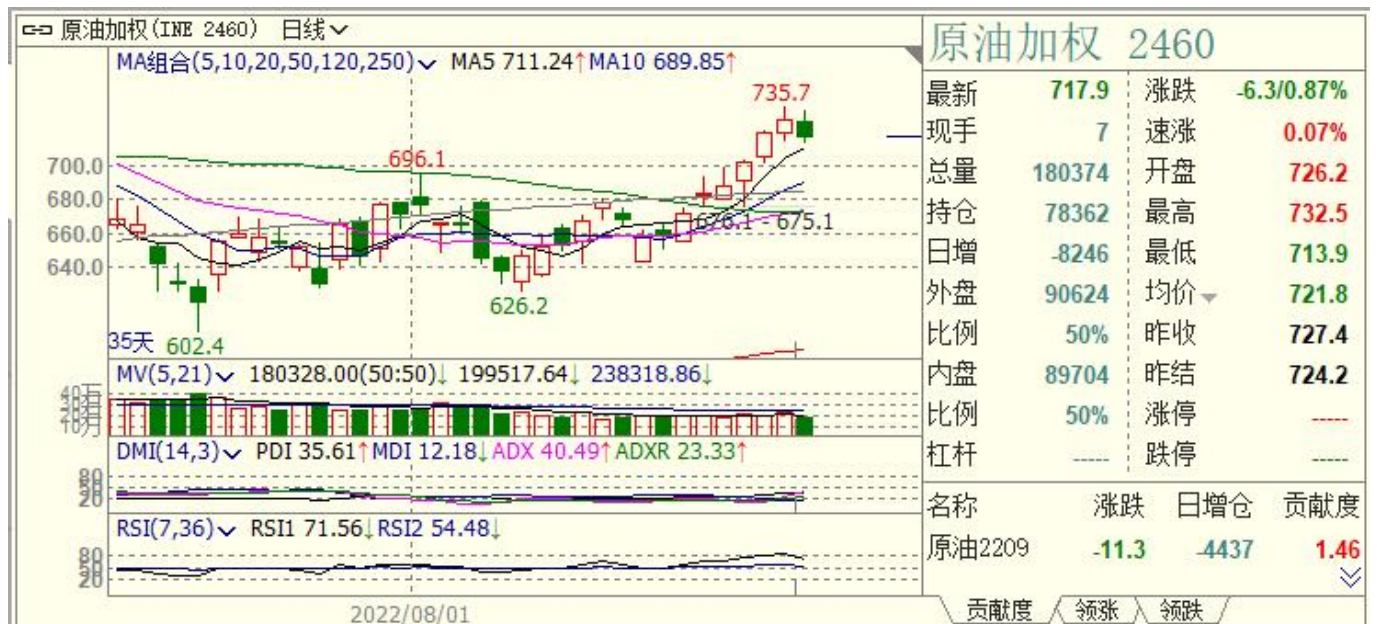 原油加权(INE 2460) 日线
MA组合(5,10,20,50,120,250) MA5 711.24↑MA10 689.85↑
735.7
700.0
696.1
680.0
676.1 - 675.1
660.0
640.0
626.2
35天 602.4
MV(5,21) 180328.00(50:50)↓ 199517.64↓ 238318.86↓
40万
10万
DMI(14,3) PDI 35.61↑MDI 12.18↓ADX 40.49↑ADXR 23.33↑
80
20
RSI(7,36) RSI1 71.56↓RSI2 54.48↓
80
20
2022/08/01
原油加权 2460
最新 717.9 涨跌 -6.3/0.87%
现手 7 速涨 0.07%
总量 180374 开盘 726.2
持仓 78362 最高 732.5
日增 -8246 最低 713.9
外盘 90624 均价 721.8
比例 50% 昨收 727.4
内盘 89704 昨结 724.2
比例 50% 涨停 -----
杠杆 ----- 跌停 -----
名称 涨跌 日增仓 贡献度
原油2209 -11.3 -4437 1.46
贡献度 领涨 领跌